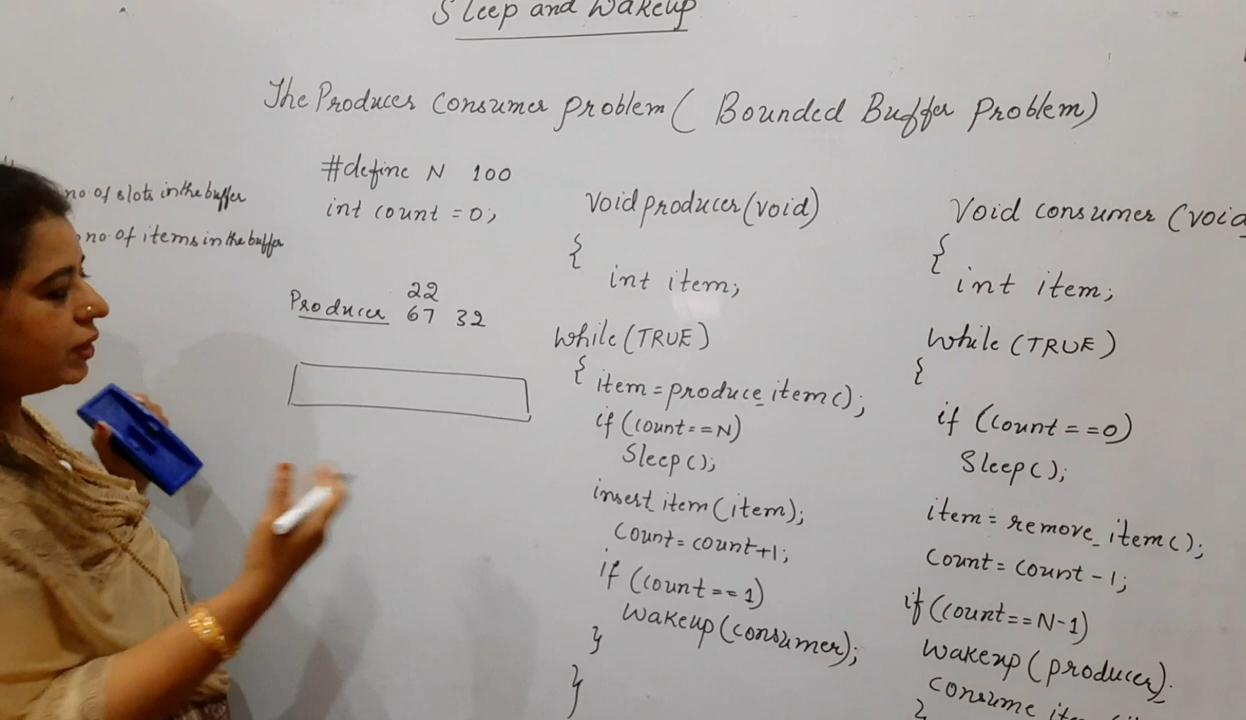 Sleep and Wakeup
The Producer Consumer problem ( Bounded Buffer Problem)
#define N 100
no. of slots in the buffer
int count = 0;
no. of items in the buffer
Producer 67 32
22
void producer(void)
{
int item;
while(TRUE)
{ item = produce_item();
if (count==N)
Sleep();
insert item(item);
count = count+1;
if (count==1)
wakeup(consumer);
}
}
Void consumer (void
{
int item;
while (TRUE)
{
if (count==0)
Sleep();
item = remove_item();
count = count-1;
if(count==N-1)
wakeup(producer).
consume
}